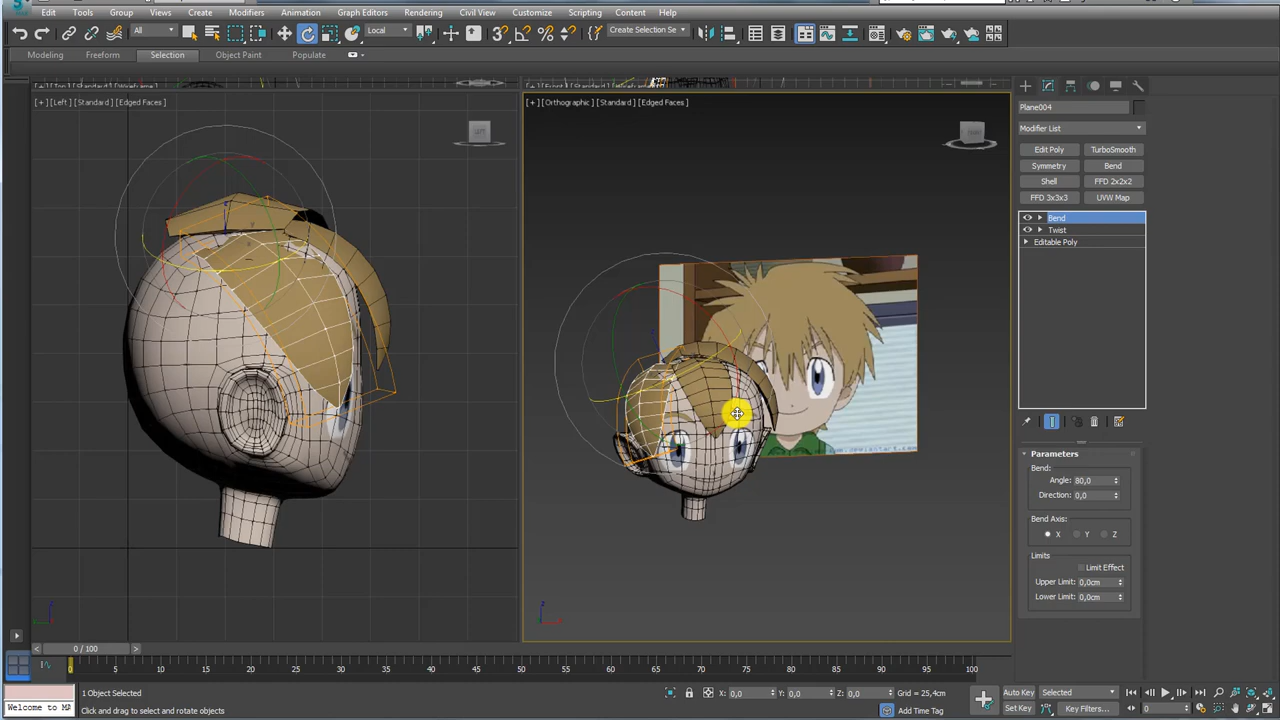 Edit Tools Group Views Create Modifiers Animation Graph Editors Rendering Civil View Customize Scripting Content Help
All Local Create Selection Se
Modeling Freeform Selection Object Paint Populate
[+] [Left] [Standard] [Edged Faces]
[+] [Orthographic] [Standard] [Edged Faces]
Plane004
Modifier List
Edit Poly TurboSmooth
Symmetry Bend
Shell FFD 2x2x2
FFD 3x3x3 UVW Map
Bend
Twist
Editable Poly
Parameters
Bend:
Angle: 80,0
Direction: 0,0
Bend Axis:
X Y Z
Limits
Limit Effect
Upper Limit: 0,0cm
Lower Limit: 0,0cm
0 / 100
0 5 10 15 20 25 30 35 40 45 50 55 60 65 70 75 80 85 90 95 100
1 Object Selected X: 0,0 Y: 0,0 Z: 0,0 Grid = 25,4cm Auto Key Selected
Welcome to MA Click and drag to select and rotate objects Add Time Tag Set Key Key Filters... 0